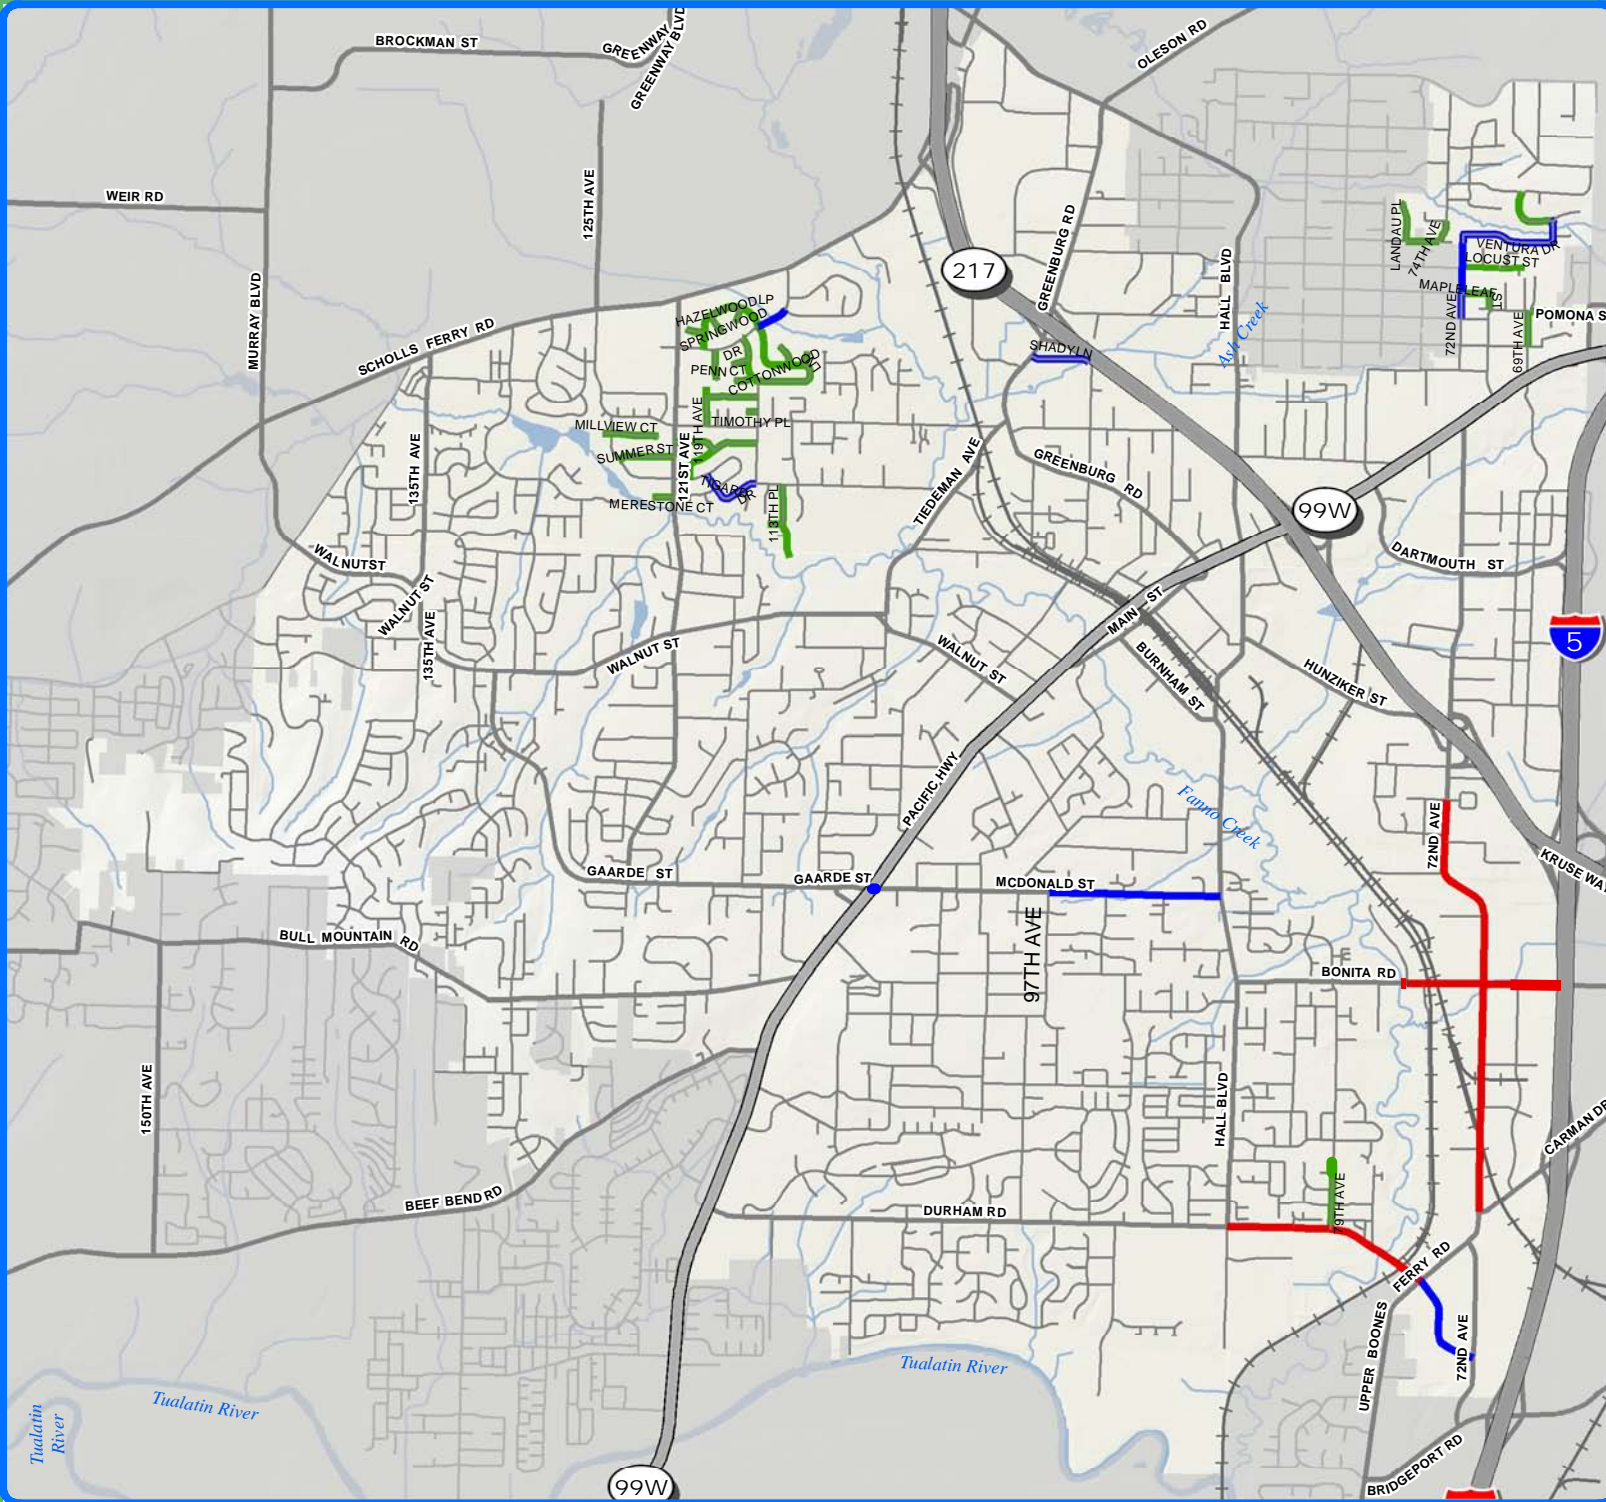 BROCKMAN ST
GREENWAY
GREENWAY BLVD
OLESON RD
WEIR RD
125TH AVE
MURRAY BLVD
SCHOLLS FERRY RD
217
GREENBURG RD
HALL BLVD
Ash Creek
SHADY LN
LANDAU PL
74TH AVE
VENTURA DR
LOCUST ST
MAPLELEAF ST
72ND AVE
69TH AVE
POMONA S
HAZELWOOD LP
SPRINGWOOD
DR
PENN CT
COTTONWOOD
LN
119TH AVE
TIMOTHY PL
MILLVIEW CT
SUMMER ST
121ST AVE
MERESTONE CT
TIGARD
DR
113TH PL
135TH AVE
TIEDEMAN AVE
GREENBURG RD
99W
DARTMOUTH ST
WALNUT ST
WALNUT ST
135TH AVE
WALNUT ST
WALNUT ST
MAIN ST
BURNHAM ST
HUNZIKER ST
5
PACIFIC HWY
Fanno Creek
72ND AVE
KRUSE WAY
GAARDE ST
GAARDE ST
MCDONALD ST
97TH AVE
BULL MOUNTAIN RD
BONITA RD
150TH AVE
HALL BLVD
CARMAN DR
BEEF BEND RD
DURHAM RD
79TH AVE
FERRY RD
UPPER BOONES
72ND AVE
Tualatin River
Tualatin River
Tualatin
River
99W
BRIDGEPORT RD